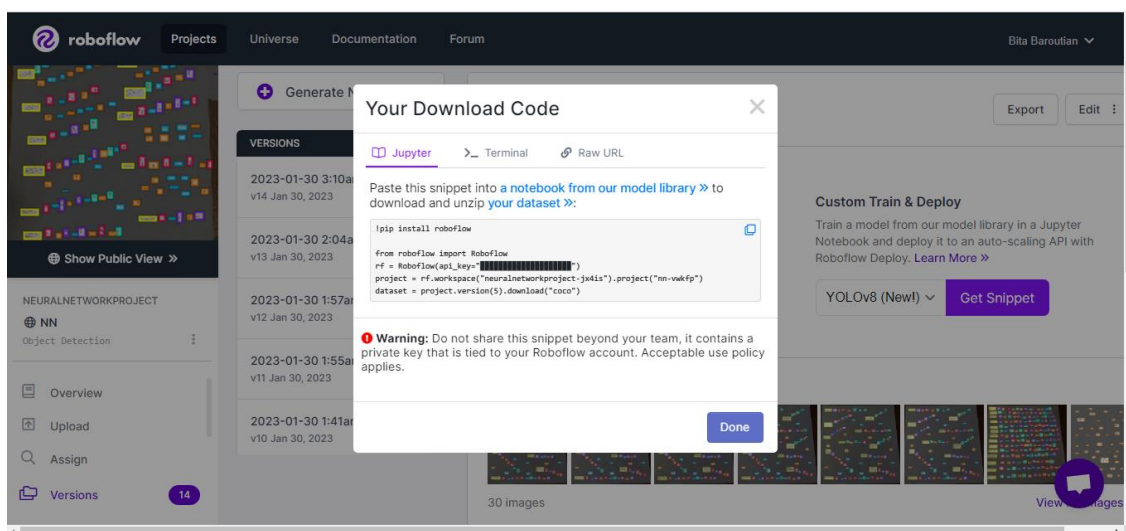 roboflow Projects Universe Documentation Forum Bita Baroutian
Generate
Export Edit
Your Download Code
Jupyter Terminal Raw URL
Paste this snippet into a notebook from our model library » to
download and unzip your dataset »:
!pip install roboflow
from roboflow import Roboflow
rf = Roboflow(api_key="████████████████████")
project = rf.workspace("neuralnetworkproject-jx4is").project("nn-vwkfp")
dataset = project.version(5).download("coco")
Warning: Do not share this snippet beyond your team, it contains a
private key that is tied to your Roboflow account. Acceptable use policy
applies.
Done
VERSIONS
2023-01-30 3:10a
v14 Jan 30, 2023
2023-01-30 2:04a
v13 Jan 30, 2023
2023-01-30 1:57a
v12 Jan 30, 2023
2023-01-30 1:55a
v11 Jan 30, 2023
2023-01-30 1:41a
v10 Jan 30, 2023
Show Public View »
NEURALNETWORKPROJECT
NN
Object Detection
Overview
Upload
Assign
Versions 14
Custom Train & Deploy
Train a model from our model library in a Jupyter
Notebook and deploy it to an auto-scaling API with
Roboflow Deploy. Learn More »
YOLOv8 (New!) Get Snippet
30 images
View